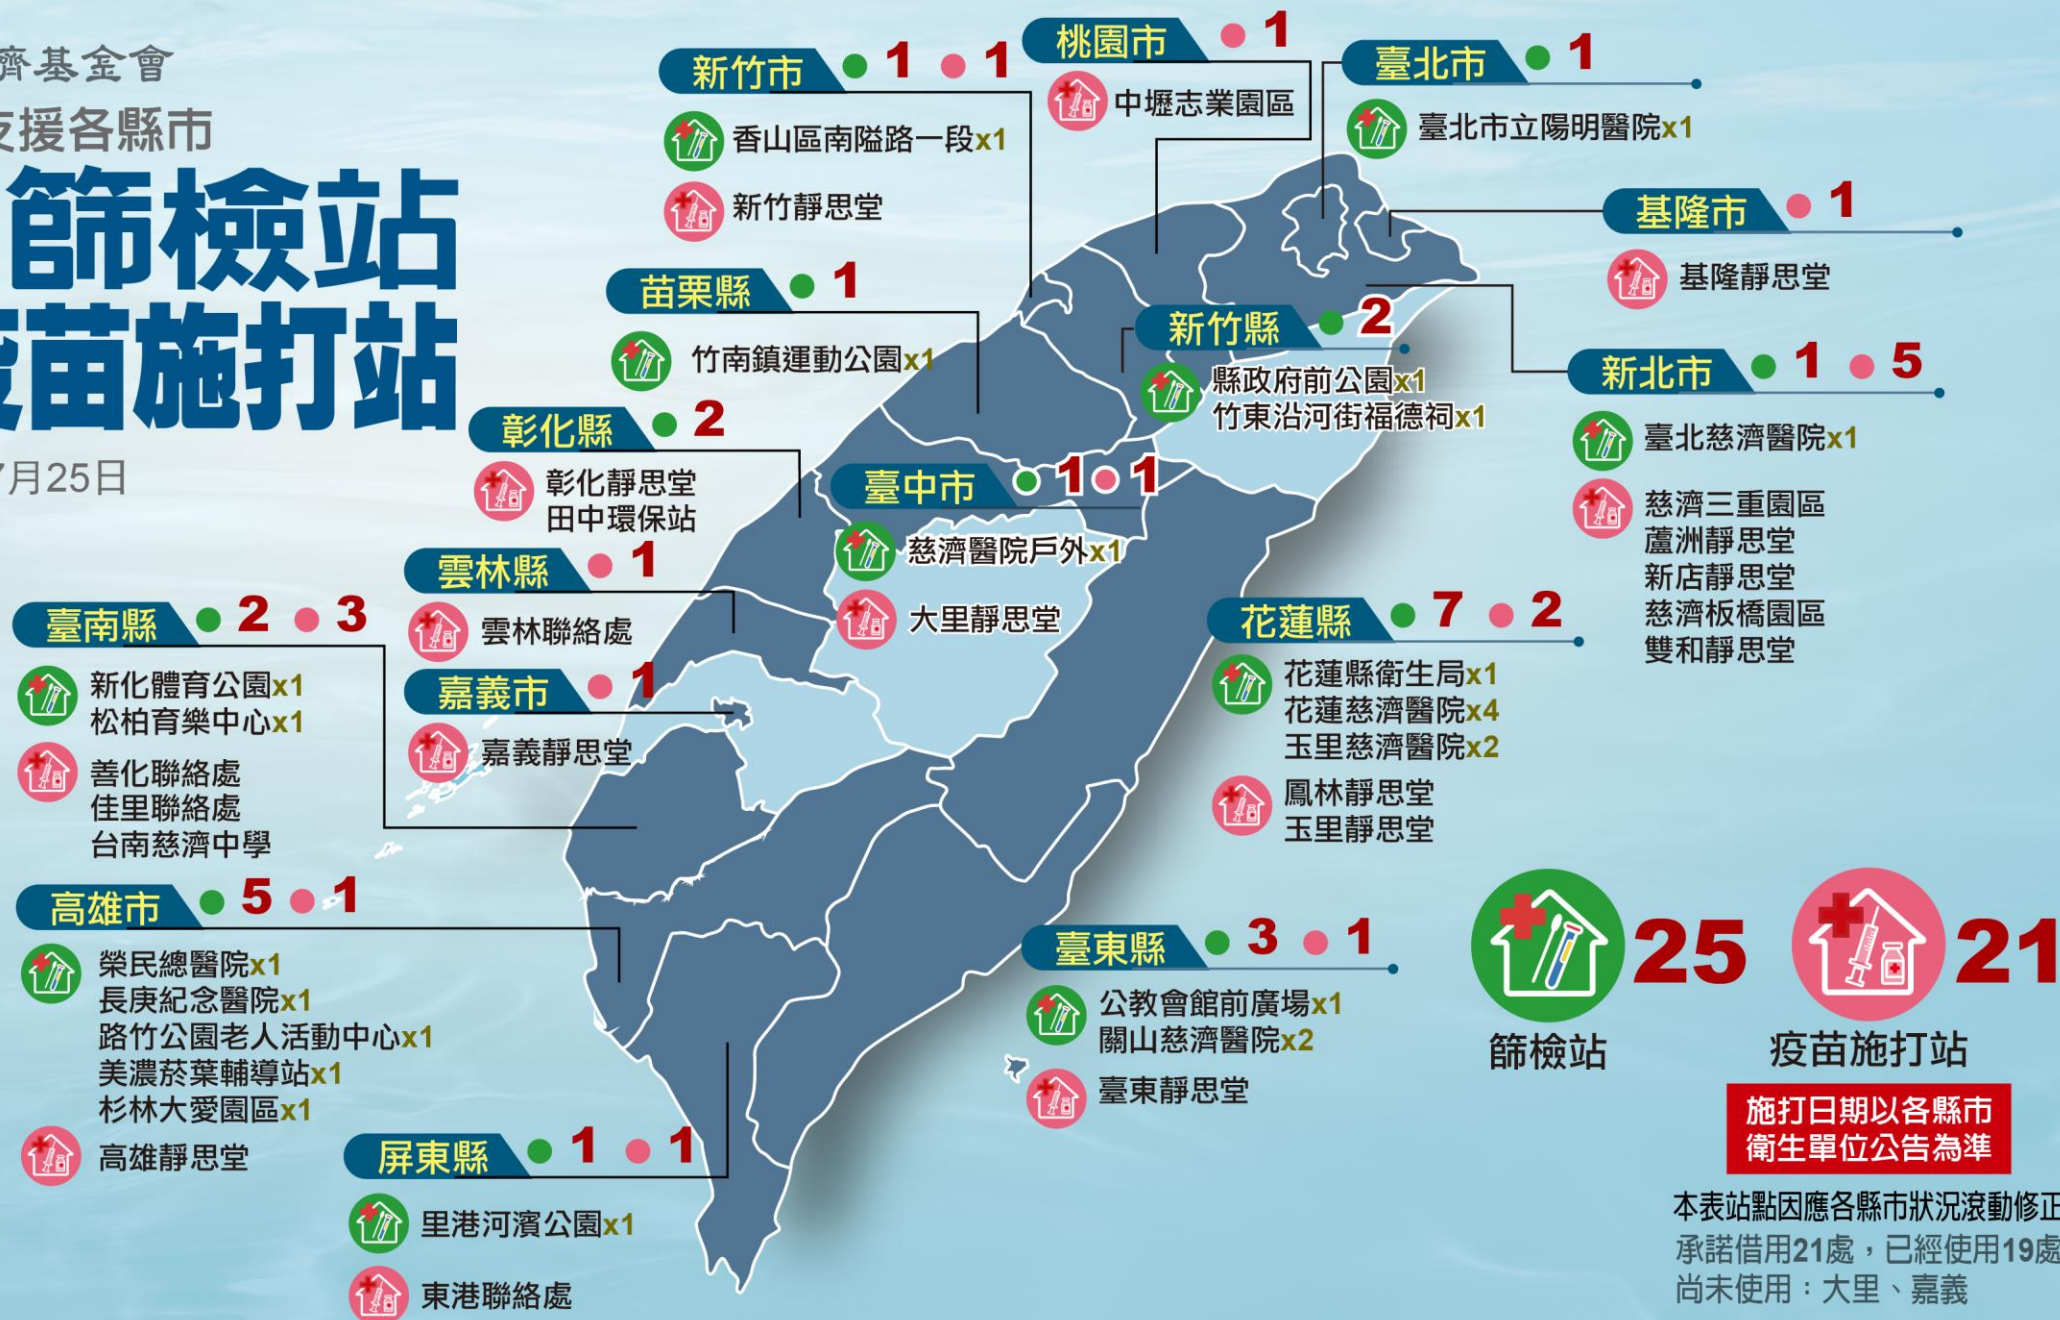 濟基金會
支援各縣市
篩檢站
疫苗施打站
7月25日
新竹市 1 1
香山區南隘路一段x1
新竹靜思堂
桃園市 1
中壢志業園區
臺北市 1
臺北市立陽明醫院x1
基隆市 1
基隆靜思堂
苗栗縣 1
竹南鎮運動公園x1
新竹縣 2
縣政府前公園x1
竹東沿河街福德祠x1
新北市 1 5
臺北慈濟醫院x1
慈濟三重園區
蘆洲靜思堂
新店靜思堂
慈濟板橋園區
雙和靜思堂
彰化縣 2
彰化靜思堂
田中環保站
臺中市 1 1
慈濟醫院戶外x1
大里靜思堂
雲林縣 1
雲林聯絡處
嘉義市 1
嘉義靜思堂
花蓮縣 7 2
花蓮縣衛生局x1
花蓮慈濟醫院x4
玉里慈濟醫院x2
鳳林靜思堂
玉里靜思堂
臺南縣 2 3
新化體育公園x1
松柏育樂中心x1
善化聯絡處
佳里聯絡處
台南慈濟中學
高雄市 5 1
榮民總醫院x1
長庚紀念醫院x1
路竹公園老人活動中心x1
美濃菸葉輔導站x1
杉林大愛園區x1
高雄靜思堂
屏東縣 1 1
里港河濱公園x1
東港聯絡處
臺東縣 3 1
公教會館前廣場x1
關山慈濟醫院x2
臺東靜思堂
25
篩檢站
21
疫苗施打站
施打日期以各縣市
衛生單位公告為準
本表站點因應各縣市狀況滾動修正
承諾借用21處，已經使用19處
尚未使用：大里、嘉義